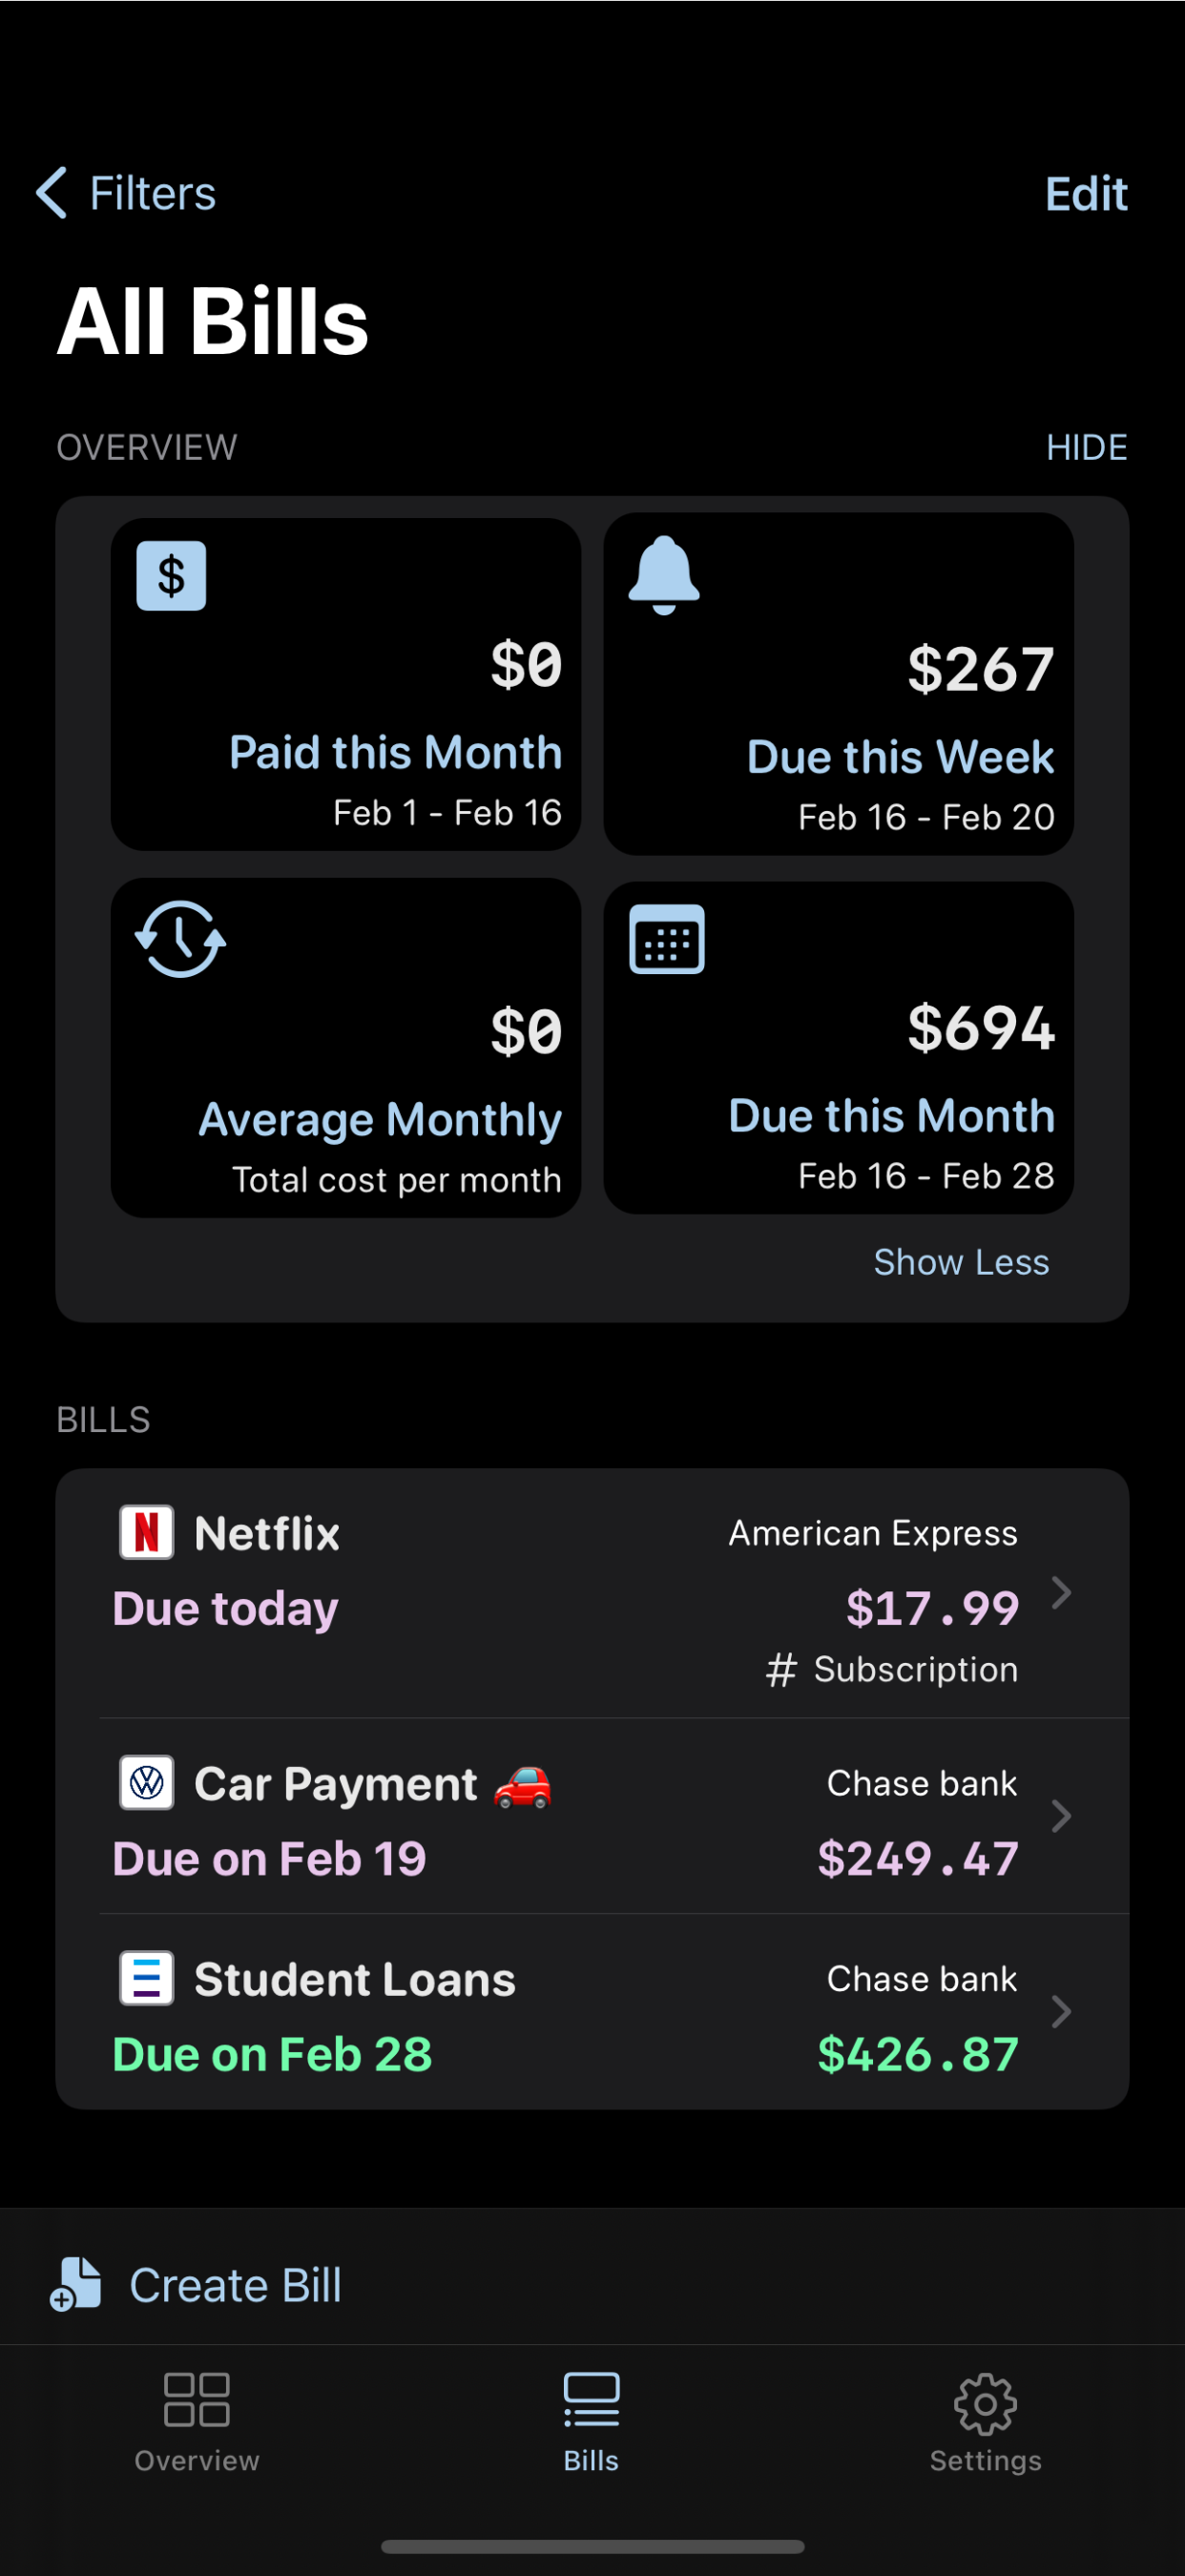 Filters
Edit
All Bills
OVERVIEW
HIDE
$
$0
Paid this Month
Feb 1 - Feb 16
$267
Due this Week
Feb 16 - Feb 20
$0
Average Monthly
Total cost per month
$694
Due this Month
Feb 16 - Feb 28
Show Less
BILLS
N Netflix
American Express
Due today
$17.99
# Subscription
Car Payment 🚗
Chase bank
Due on Feb 19
$249.47
Student Loans
Chase bank
Due on Feb 28
$426.87
Create Bill
Overview
Bills
Settings